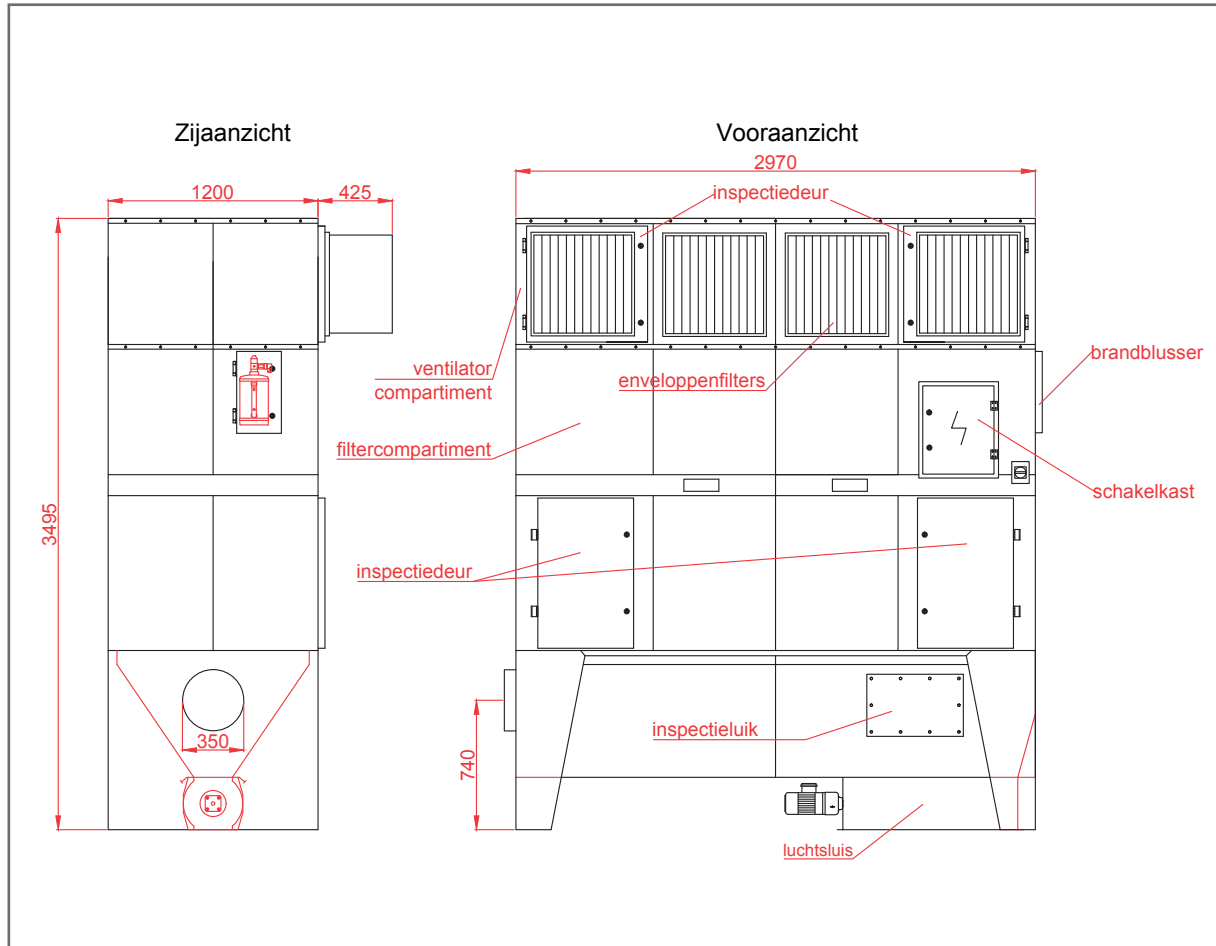 Zijaanzicht
Vooraanzicht
2970
1200
425
inspectiedeur
ventilator
compartiment
enveloppenfilters
brandblusser
filtercompartiment
schakelkast
3495
inspectiedeur
inspectieluik
350
740
luchtsluis